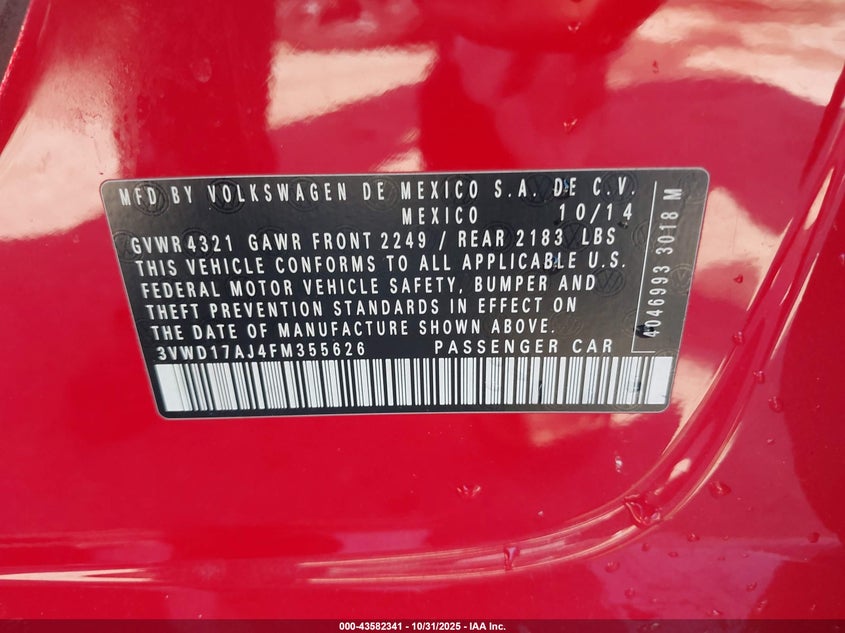 MFD BY VOLKSWAGEN DE MEXICO S.A. DE C.V.
MEXICO 10/14
GVWR4321 GAWR FRONT 2249 / REAR 2183 LBS
THIS VEHICLE CONFORMS TO ALL APPLICABLE U.S.
FEDERAL MOTOR VEHICLE SAFETY, BUMPER AND
THEFT PREVENTION STANDARDS IN EFFECT ON
THE DATE OF MANUFACTURE SHOWN ABOVE.
3VWD17AJ4FM355626 PASSENGER CAR
4046993 3018 M
000-43582341 - 10/31/2025 - IAA Inc.